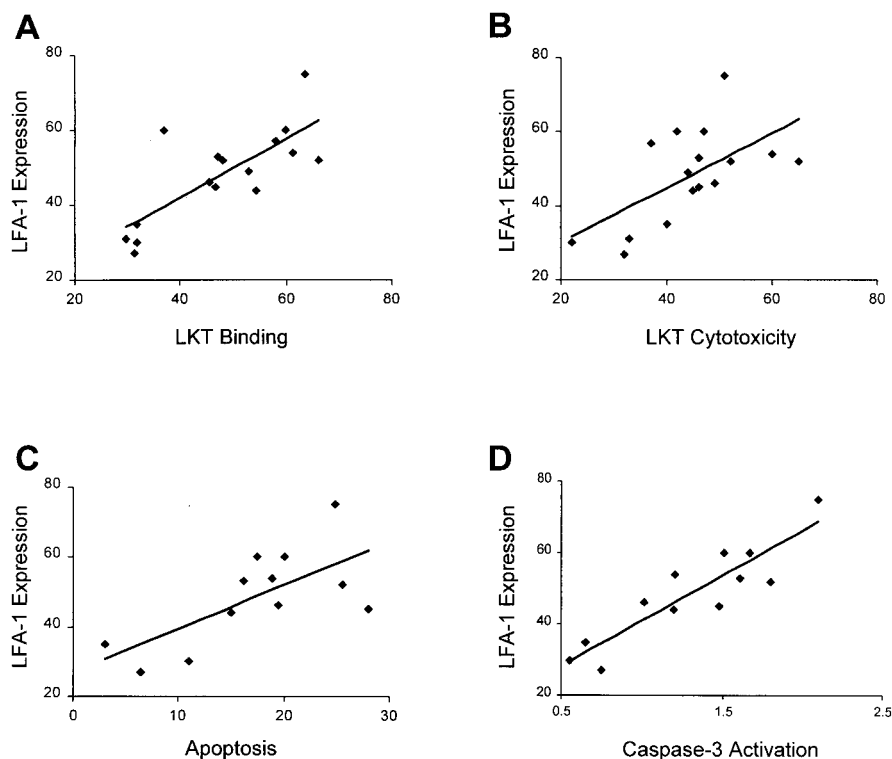 A
LFA-1 Expression
80
60
40
20
20 40 60 80
LKT Binding
B
LFA-1 Expression
80
60
40
20
20 40 60 80
LKT Cytotoxicity
C
LFA-1 Expression
80
60
40
20
0 10 20 30
Apoptosis
D
LFA-1 Expression
80
60
40
20
0.5 1.5 2.5
Caspase-3 Activation